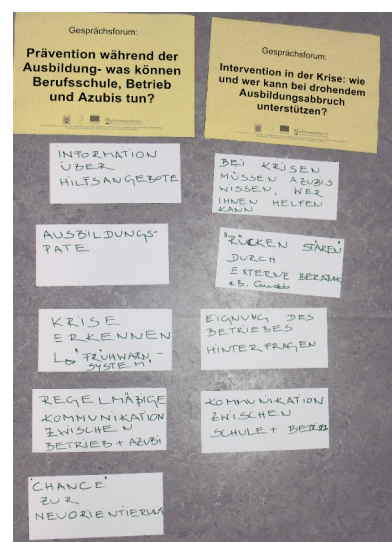 Gesprächsforum:
Prävention während der
Ausbildung- was können
Berufsschule, Betrieb
und Azubis tun?
INFORMATION
ÜBER
HILFSANGEBOTE
AUSBILDUNGS-
PATE
KRISE
ERKENNEN
↳ "FRÜHWARN-
SYSTEM"
REGELMÄßIGE
KOMMUNIKATION
ZWISCHEN
BETRIEB + AZUBI
"CHANCE"
ZUR
NEUORIENTIERUNG
Gesprächsforum:
Intervention in der Krise: wie
und wer kann bei drohendem
Ausbildungsabbruch
unterstützen?
BEI KRISEN
MÜSSEN AZUBIS
WISSEN, WER
IHNEN HELFEN
KANN
"RÜCKEN STÄREN"
DURCH
EXTERNE BERATUNG
z.B.
EIGNUNG DES
BETRIEBES
HINTERFRAGEN
KOMMUNIKATION
ZWISCHEN
SCHULE + BETRIEB